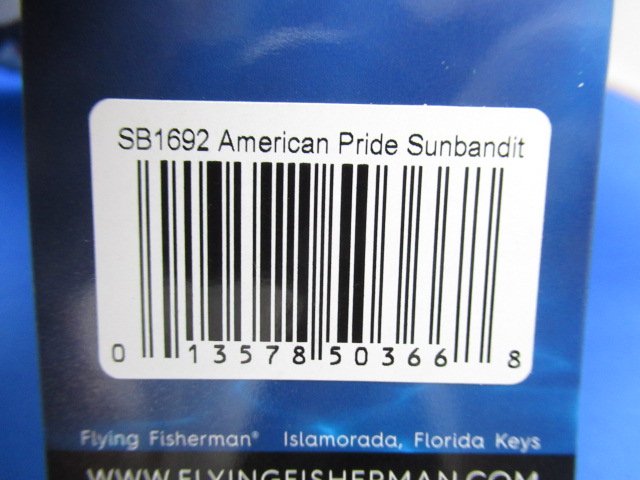 SB1692 American Pride Sunbandit
0 13578 50366 8
Flying Fisherman® Islamorada, Florida Keys
WWW.FLYINGFISHERMAN.COM